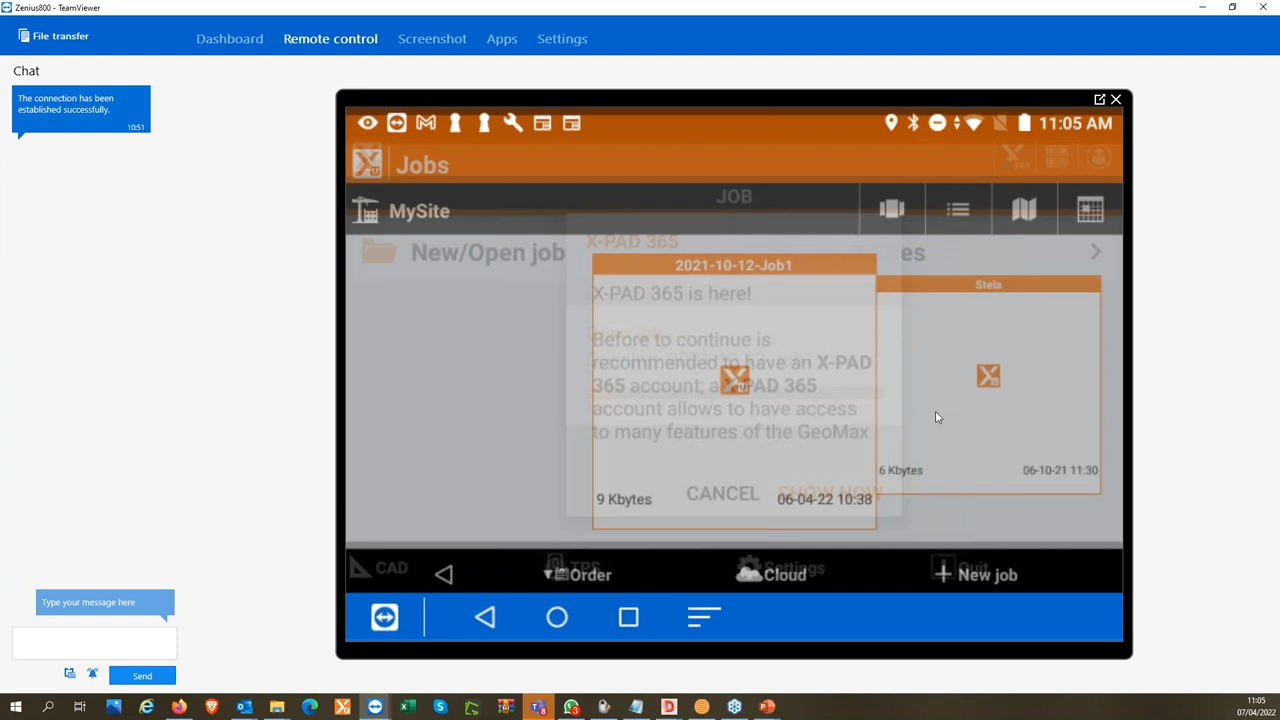 Zenius800 - TeamViewer
File transfer
Dashboard
Remote control
Screenshot
Apps
Settings
Chat
The connection has been
established successfully.
10:51
11:05 AM
Jobs
JOB
MySite
New/Open job
es
X-PAD 365
2021-10-12-Job1
Stela
X-PAD 365 is here!
Before to continue is
recommended to have an X-PAD
365 account; a X-PAD 365
account allows to have access
to many features of the GeoMax
6 Kbytes
06-10-21 11:30
CANCEL
SHOW NOW
9 Kbytes
06-04-22 10:38
CAD
TPS
Settings
Quit
Order
Cloud
New job
Type your message here
Send
11:05
07/04/2022